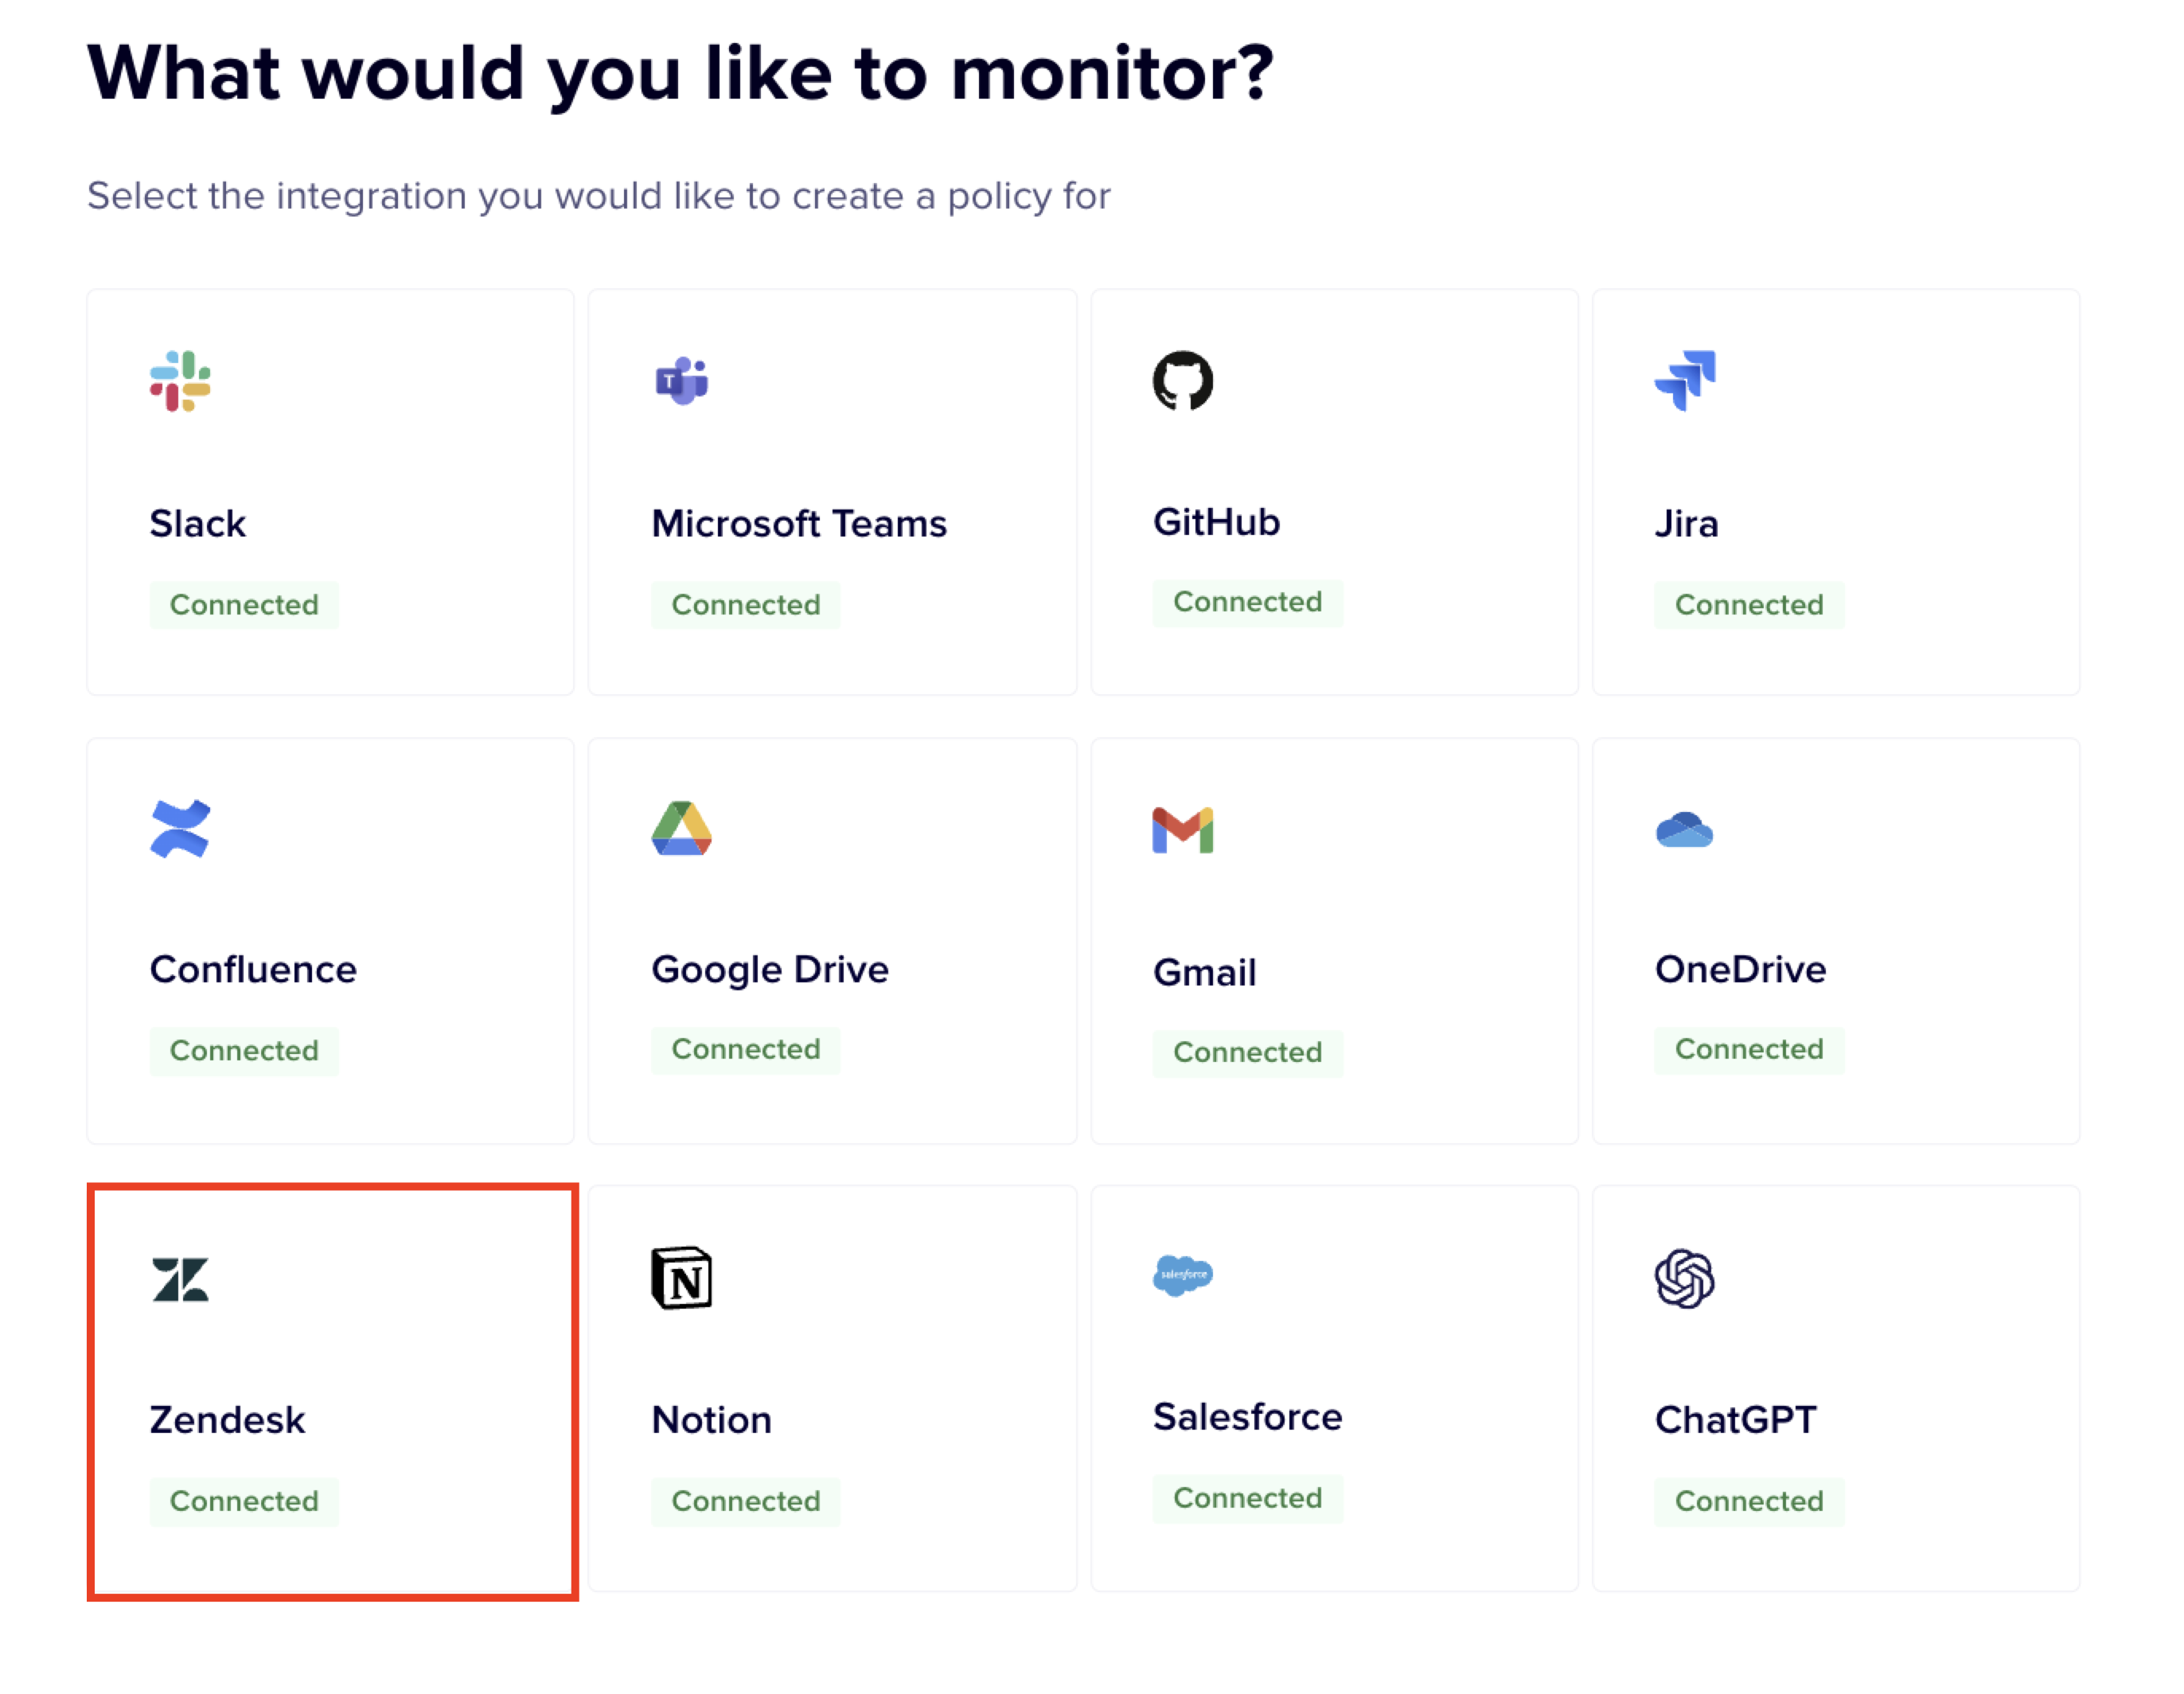 What would you like to monitor?
Select the integration you would like to create a policy for
T
Slack
Microsoft Teams
GitHub
Jira
Connected
Connected
Connected
Connected
Confluence
Google Drive
Gmail
OneDrive
Connected
Connected
Connected
Connected
N
salesforce
Zendesk
Notion
Salesforce
ChatGPT
Connected
Connected
Connected
Connected